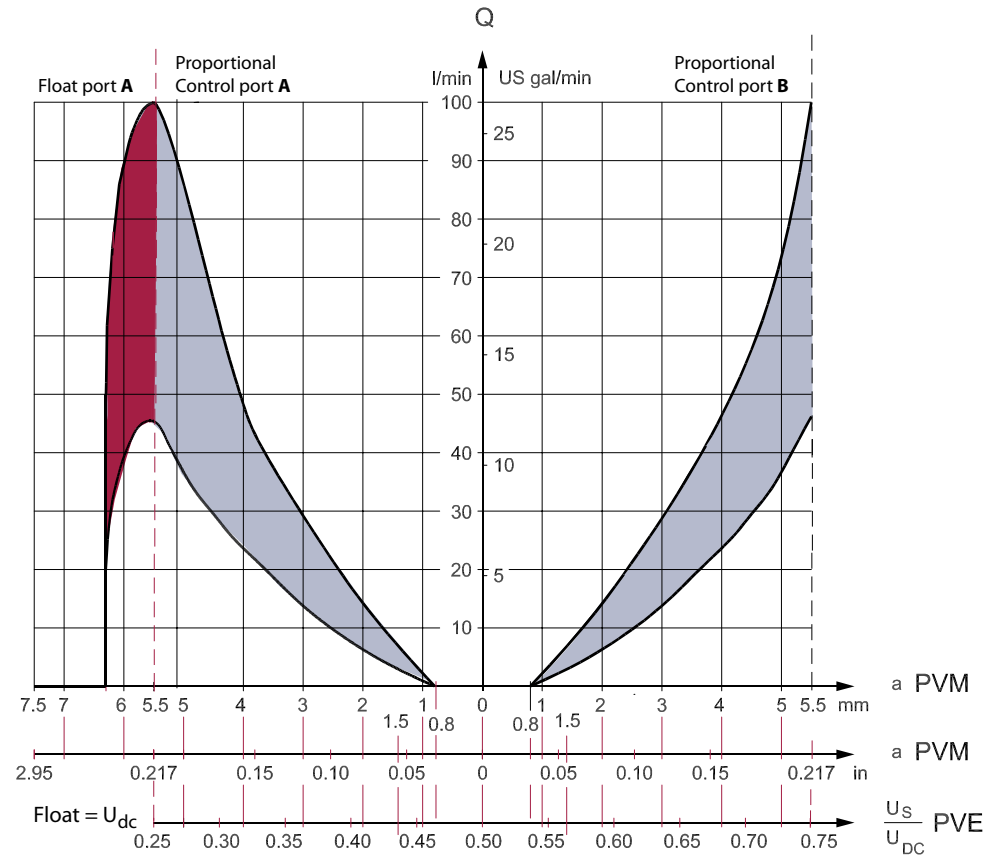 Q
Float port A
Proportional
Control port A
l/min
US gal/min
Proportional
Control port B
100
90
80
70
60
50
40
30
20
10
25
20
15
10
5
7.5 7 6 5.5 5 4 3 2 1 0 1 2 3 4 5 5.5 mm
a PVM
1.5 0.8 0.8 1.5
a PVM
2.95 0.217 0.15 0.10 0.05 0 0.05 0.10 0.15 0.217 in
Float = Udc
US
UDC
PVE
0.25 0.30 0.35 0.40 0.45 0.50 0.55 0.60 0.65 0.70 0.75